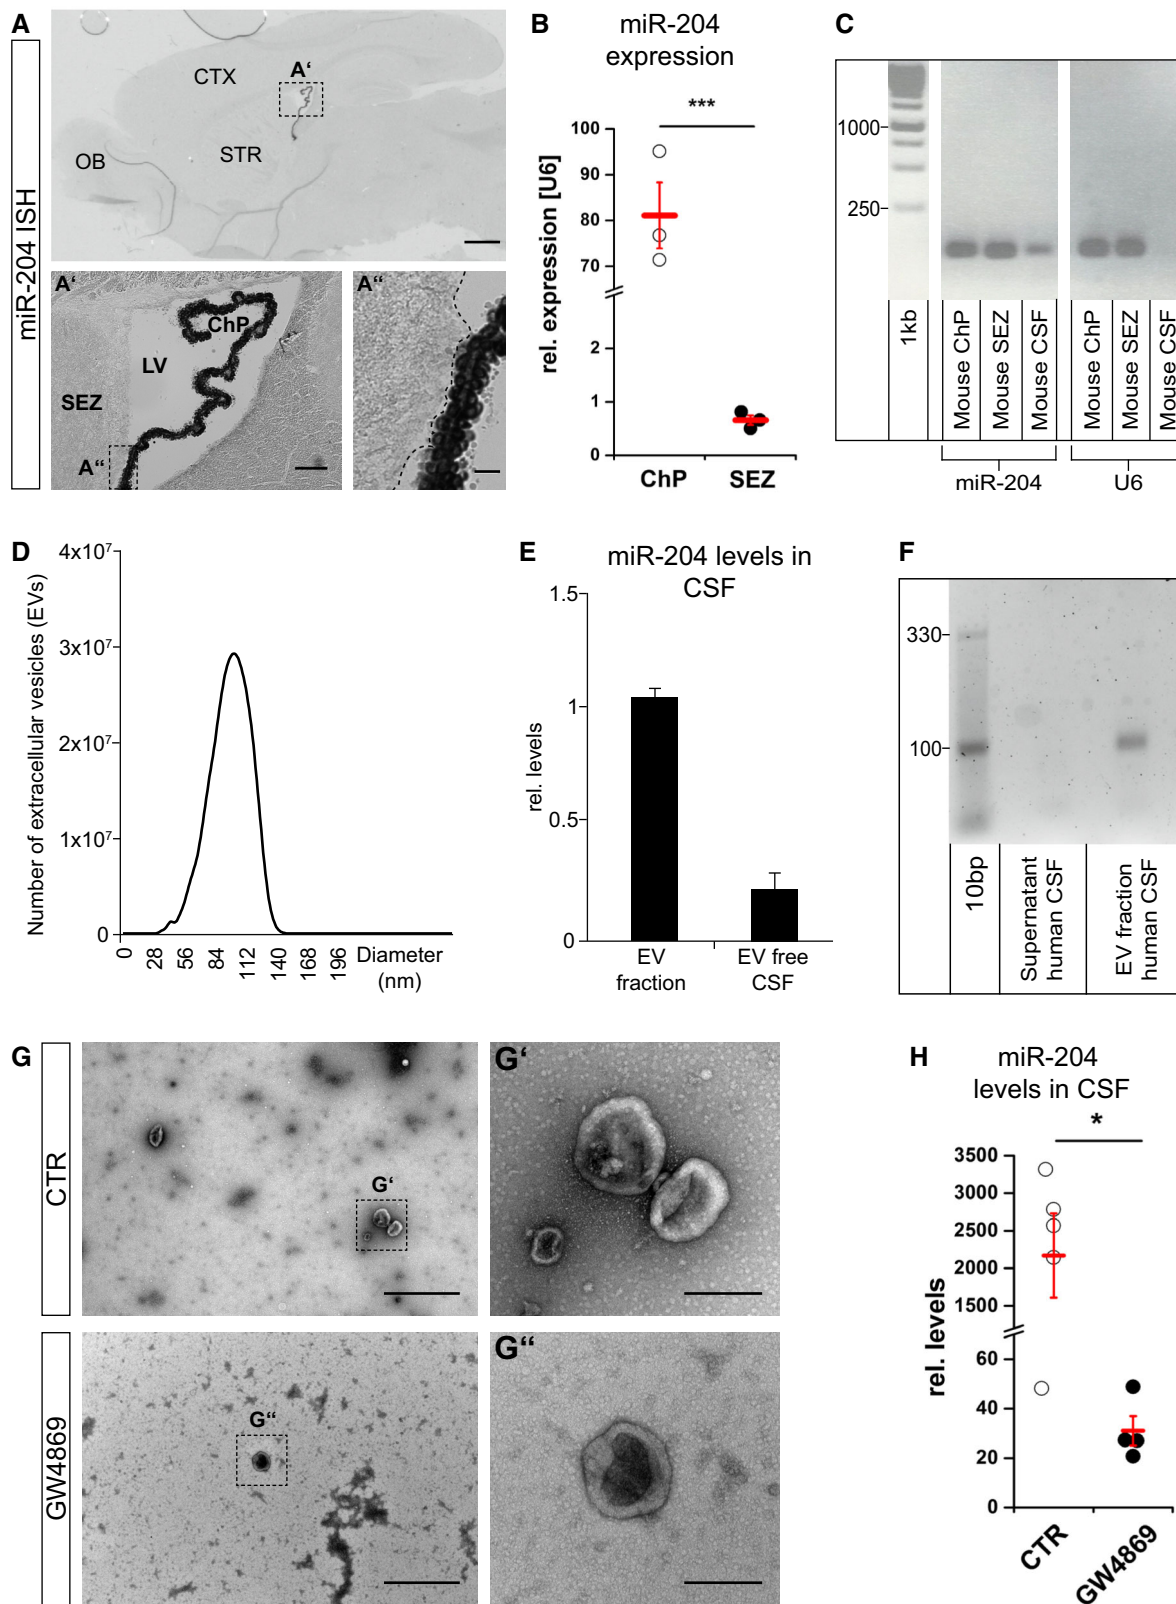 A
miR-204 ISH
CTX
A‘
OB
STR
A‘
ChP
LV
SEZ
A“
A“
B
miR-204
expression
***
rel. expression [U6]
100
90
80
70
2
1
0
ChP
SEZ
C
1000
250
1kb
Mouse ChP
Mouse SEZ
Mouse CSF
Mouse ChP
Mouse SEZ
Mouse CSF
miR-204
U6
D
Number of extracellular vesicles (EVs)
4x10⁷
3x10⁷
2x10⁷
1x10⁷
0
0 28 56 84 112 140 168 196 Diameter
(nm)
E
miR-204 levels in
CSF
rel. levels
1.5
1
0.5
0
EV
fraction
EV free
CSF
F
330
100
10bp
Supernatant
human CSF
EV fraction
human CSF
G
CTR
G‘
G‘
GW4869
G“
G“
H
miR-204
levels in CSF
*
rel. levels
3500
3000
2500
2000
1500
60
40
20
0
CTR
GW4869